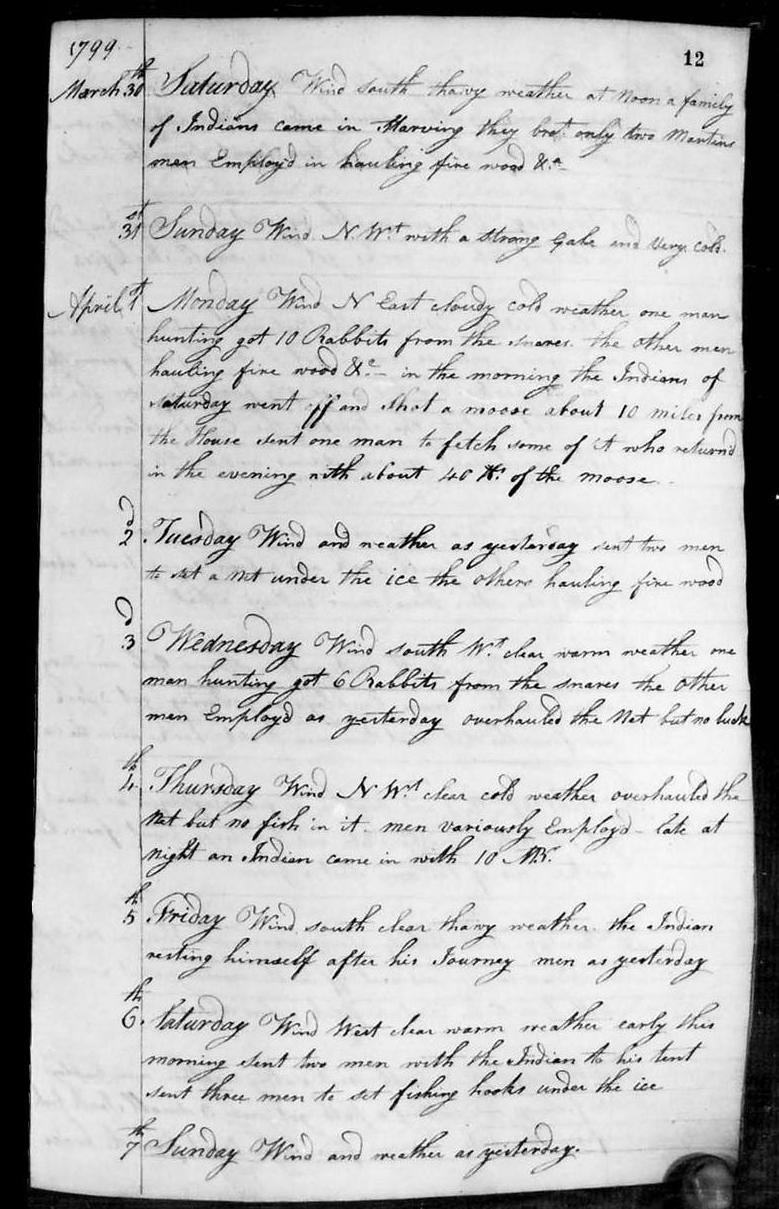 1799
12
March 30th Saturday Wind south thawy weather at Noon a family
of Indians came in Starving they brot. only two Martins
men Employ'd in hauling fire wood &c
31st Sunday Wind N. Wt with a strong Gale and very cold.
April 1st Monday Wind N East cloudy cold weather one man
hunting got 10 Rabbits from the snares. the other men
hauling fire wood &c - in the morning the Indians of
saturday went off and shot a moose about 10 miles from
the House sent one man to fetch some of it who return'd
in the evening with about 40 lb. of the moose.
2d Tuesday Wind and weather as yesterday sent two men
to set a Net under the ice the others hauling fire wood
3d Wednesday Wind south Wt clear warm weather one
man hunting got 6 Rabbits from the snares the other
men Employd as yesterday overhauled the Net but no luck
4th Thursday Wind N Wt clear cold weather overhauled the
Net but no fish in it. men variously Employd - late at
night an Indian came in with 10 MBr.
5th Friday Wind south clear thawy weather. the Indian
resting himself after his Journey men as yesterday
6th Saturday Wind West clear warm weather early this
morning sent two men with the Indian to his tent
sent three men to set fishing hooks under the ice
7th Sunday Wind and weather as yesterday.